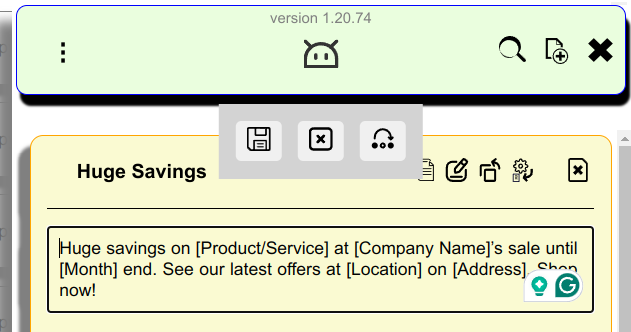 version 1.20.74
Huge Savings
Huge savings on [Product/Service] at [Company Name]'s sale until
[Month] end. See our latest offers at [Location] on [Address]. Shop
now!